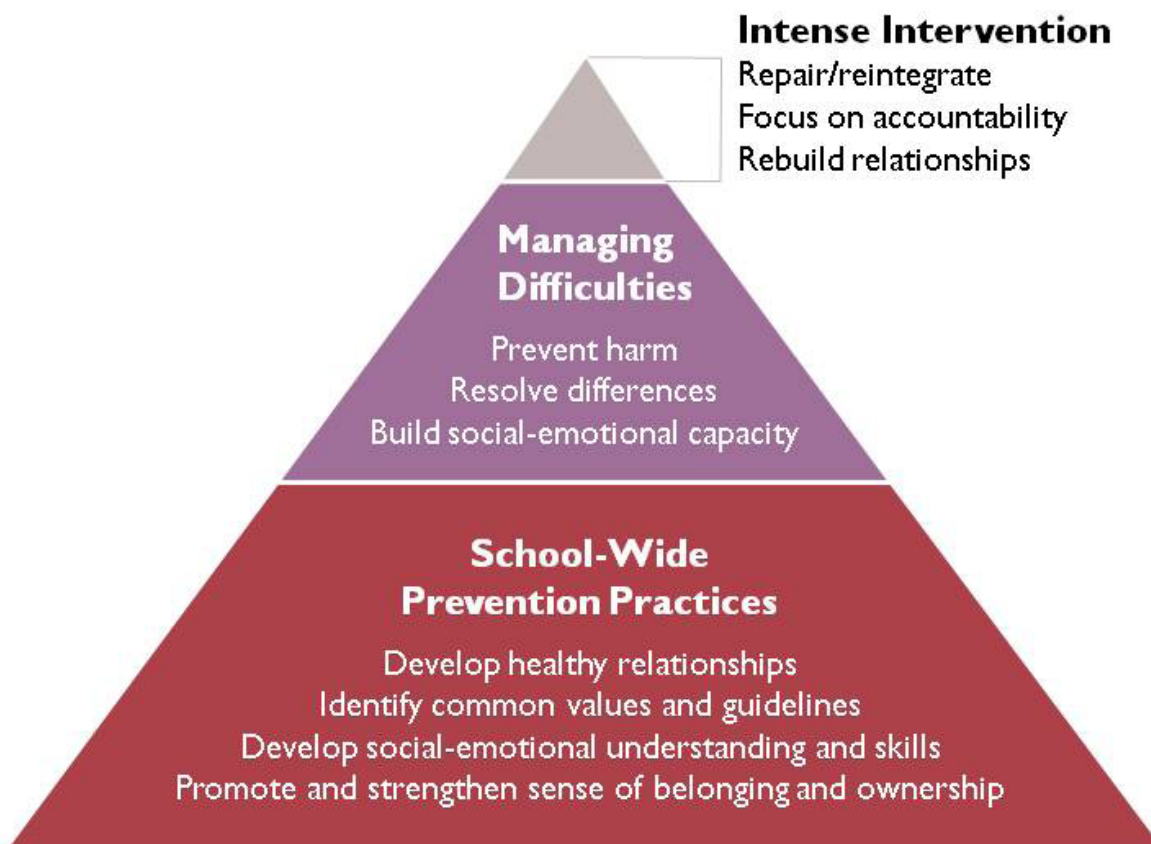 Intense Intervention
Repair/reintegrate
Focus on accountability
Rebuild relationships
Managing
Difficulties
Prevent harm
Resolve differences
Build social-emotional capacity
School-Wide
Prevention Practices
Develop healthy relationships
Identify common values and guidelines
Develop social-emotional understanding and skills
Promote and strengthen sense of belonging and ownership